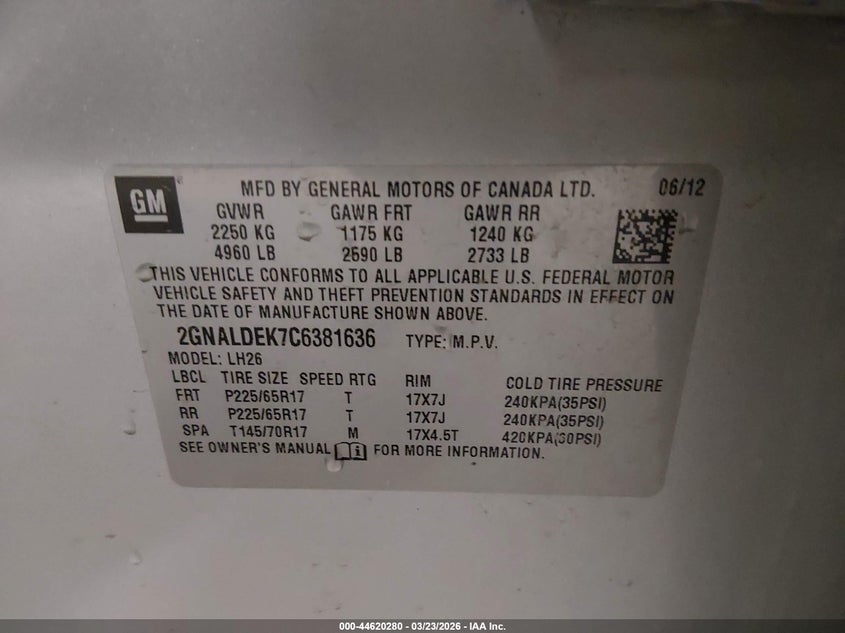 GM
MFD BY GENERAL MOTORS OF CANADA LTD. 06/12
GVWR GAWR FRT GAWR RR
2250 KG 1175 KG 1240 KG
4960 LB 2590 LB 2733 LB
THIS VEHICLE CONFORMS TO ALL APPLICABLE U.S. FEDERAL MOTOR
VEHICLE SAFETY AND THEFT PREVENTION STANDARDS IN EFFECT ON
THE DATE OF MANUFACTURE SHOWN ABOVE.
2GNALDEK7C6381636 TYPE: M.P.V.
MODEL: LH26
LBCL TIRE SIZE SPEED RTG RIM COLD TIRE PRESSURE
FRT P225/65R17 T 17X7J 240KPA(35PSI)
RR P225/65R17 T 17X7J 240KPA(35PSI)
SPA T145/70R17 M 17X4.5T 420KPA(60PSI)
SEE OWNER'S MANUAL FOR MORE INFORMATION.
000-44620280 - 03/23/2026 - IAA Inc.